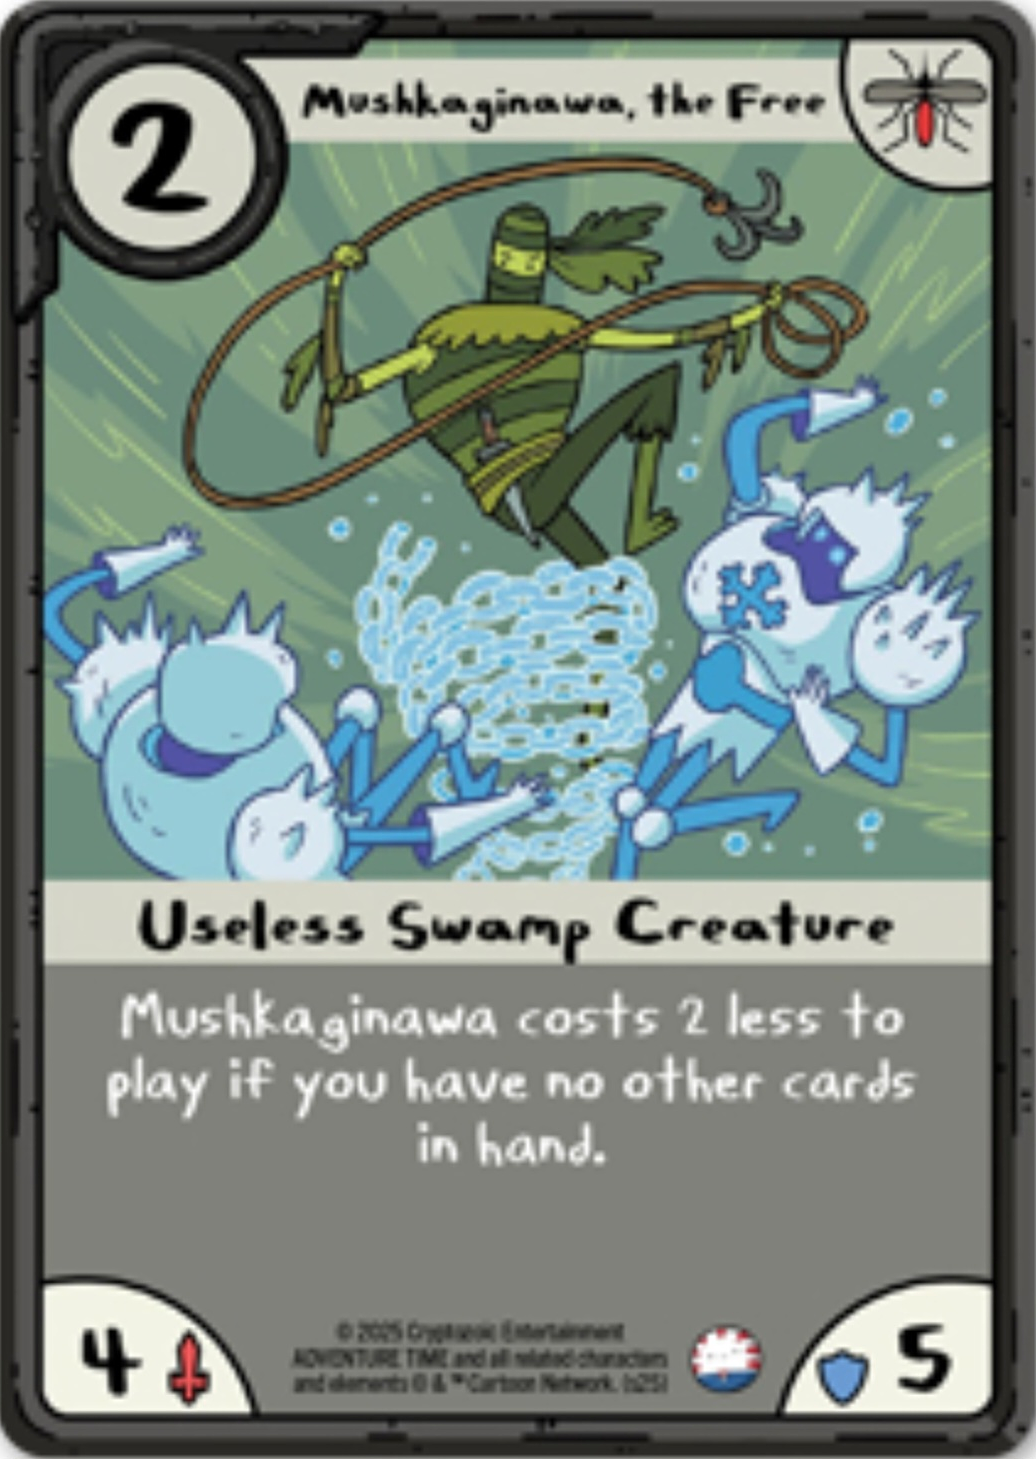 2
Mushkaginawa, the Free
Useless Swamp Creature
Mushkaginawa costs 2 less to
play if you have no other cards
in hand.
4
© 2025 Cryptozoic Entertainment
ADVENTURE TIME and all related characters
and elements © & ™ Cartoon Network. (s25)
5